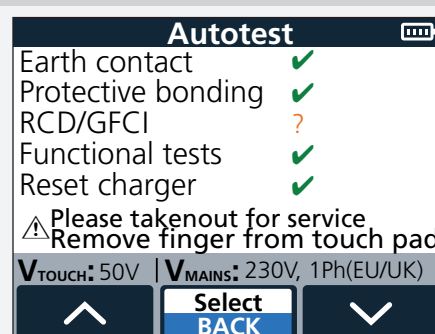 Autotest
Earth contact ✔
Protective bonding ✔
RCD/GFCI ?
Functional tests ✔
Reset charger ✔
⚠ Please takenout for service
Remove finger from touch pad
VTOUCH: 50V | VMAINS: 230V, 1Ph(EU/UK)
Select
BACK